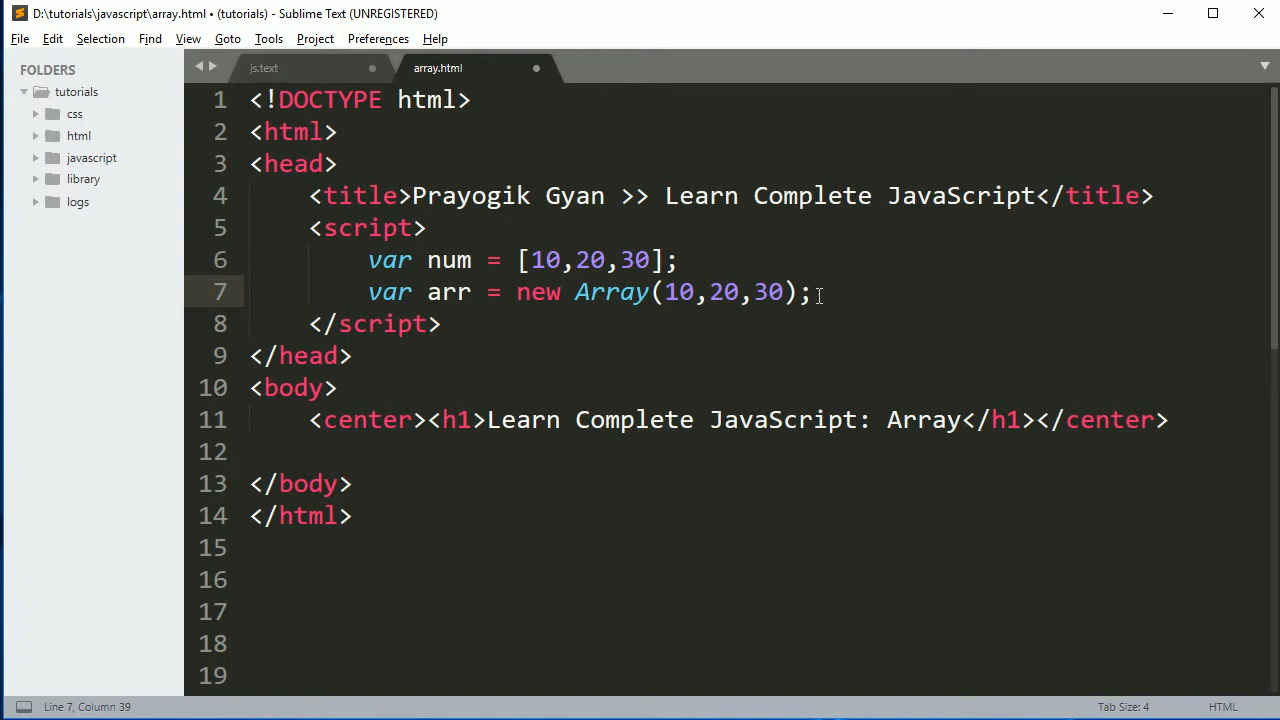 D:\tutorials\javascript\array.html • (tutorials) - Sublime Text (UNREGISTERED)
File Edit Selection Find View Goto Tools Project Preferences Help
FOLDERS
tutorials
css
html
javascript
library
logs
js.text
array.html
1 <!DOCTYPE html>
2 <html>
3 <head>
4 <title>Prayogik Gyan >> Learn Complete JavaScript</title>
5 <script>
6 var num = [10,20,30];
7 var arr = new Array(10,20,30);
8 </script>
9 </head>
10 <body>
11 <center><h1>Learn Complete JavaScript: Array</h1></center>
12
13 </body>
14 </html>
15
16
17
18
19
Line 7, Column 39
Tab Size: 4
HTML